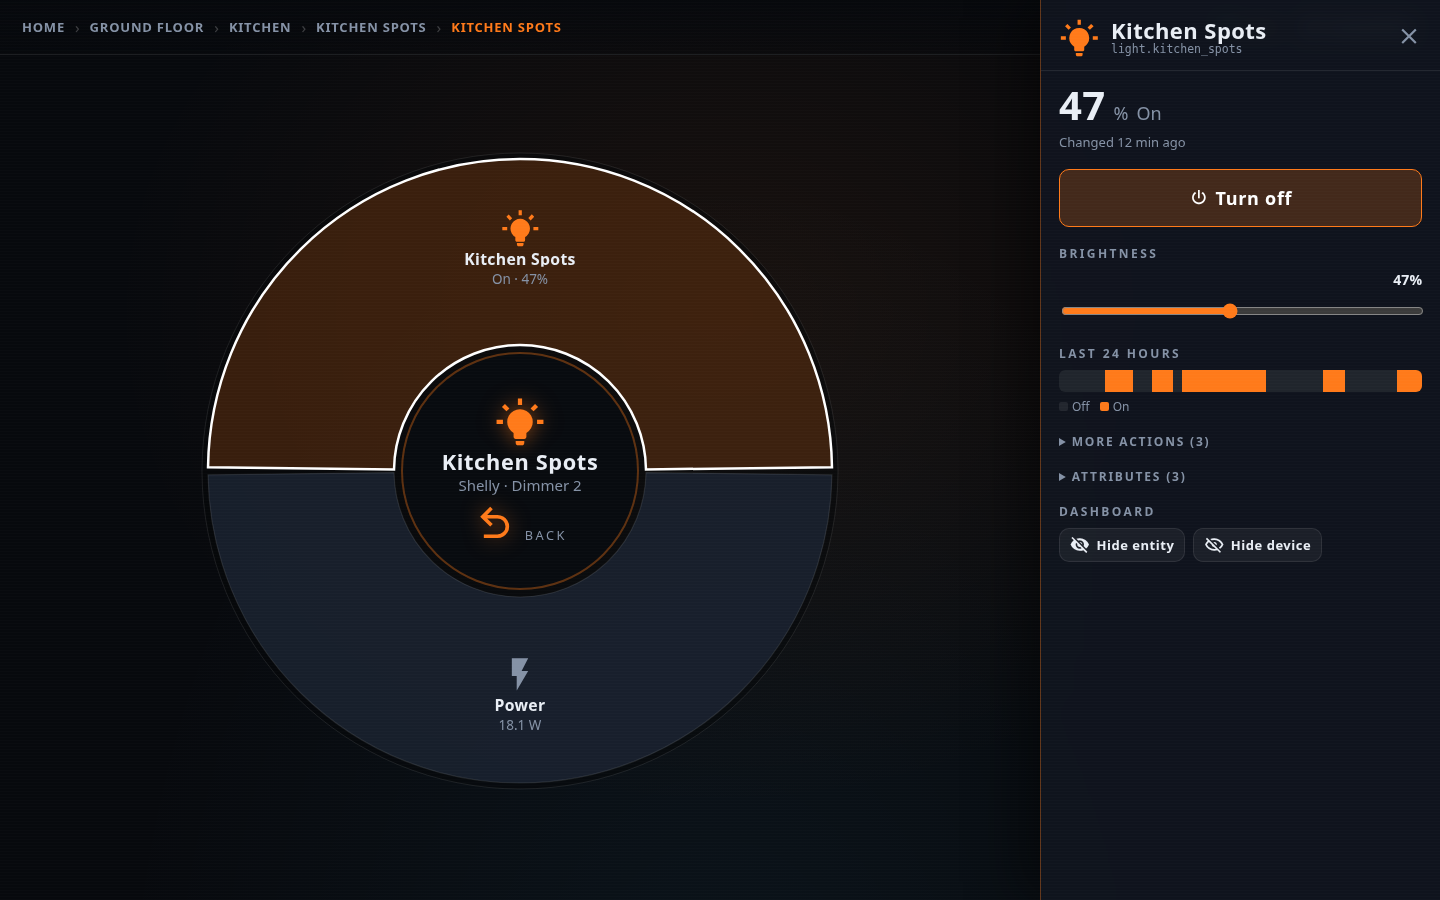 HOME › GROUND FLOOR › KITCHEN › KITCHEN SPOTS › KITCHEN SPOTS
Kitchen Spots
On · 47%
Kitchen Spots
Shelly · Dimmer 2
BACK
Power
18.1 W
Kitchen Spots
light.kitchen_spots
47 % On
Changed 12 min ago
Turn off
BRIGHTNESS
47%
LAST 24 HOURS
Off On
MORE ACTIONS (3)
ATTRIBUTES (3)
DASHBOARD
Hide entity Hide device